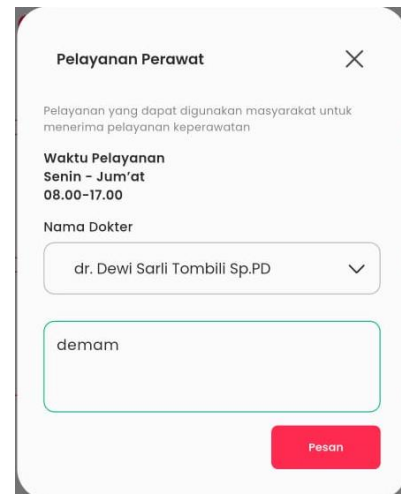 Pelayanan Perawat
Pelayanan yang dapat digunakan masyarakat untuk
menerima pelayanan keperawatan
Waktu Pelayanan
Senin - Jum'at
08.00-17.00
Nama Dokter
dr. Dewi Sarli Tombili Sp.PD
demam
Pesan